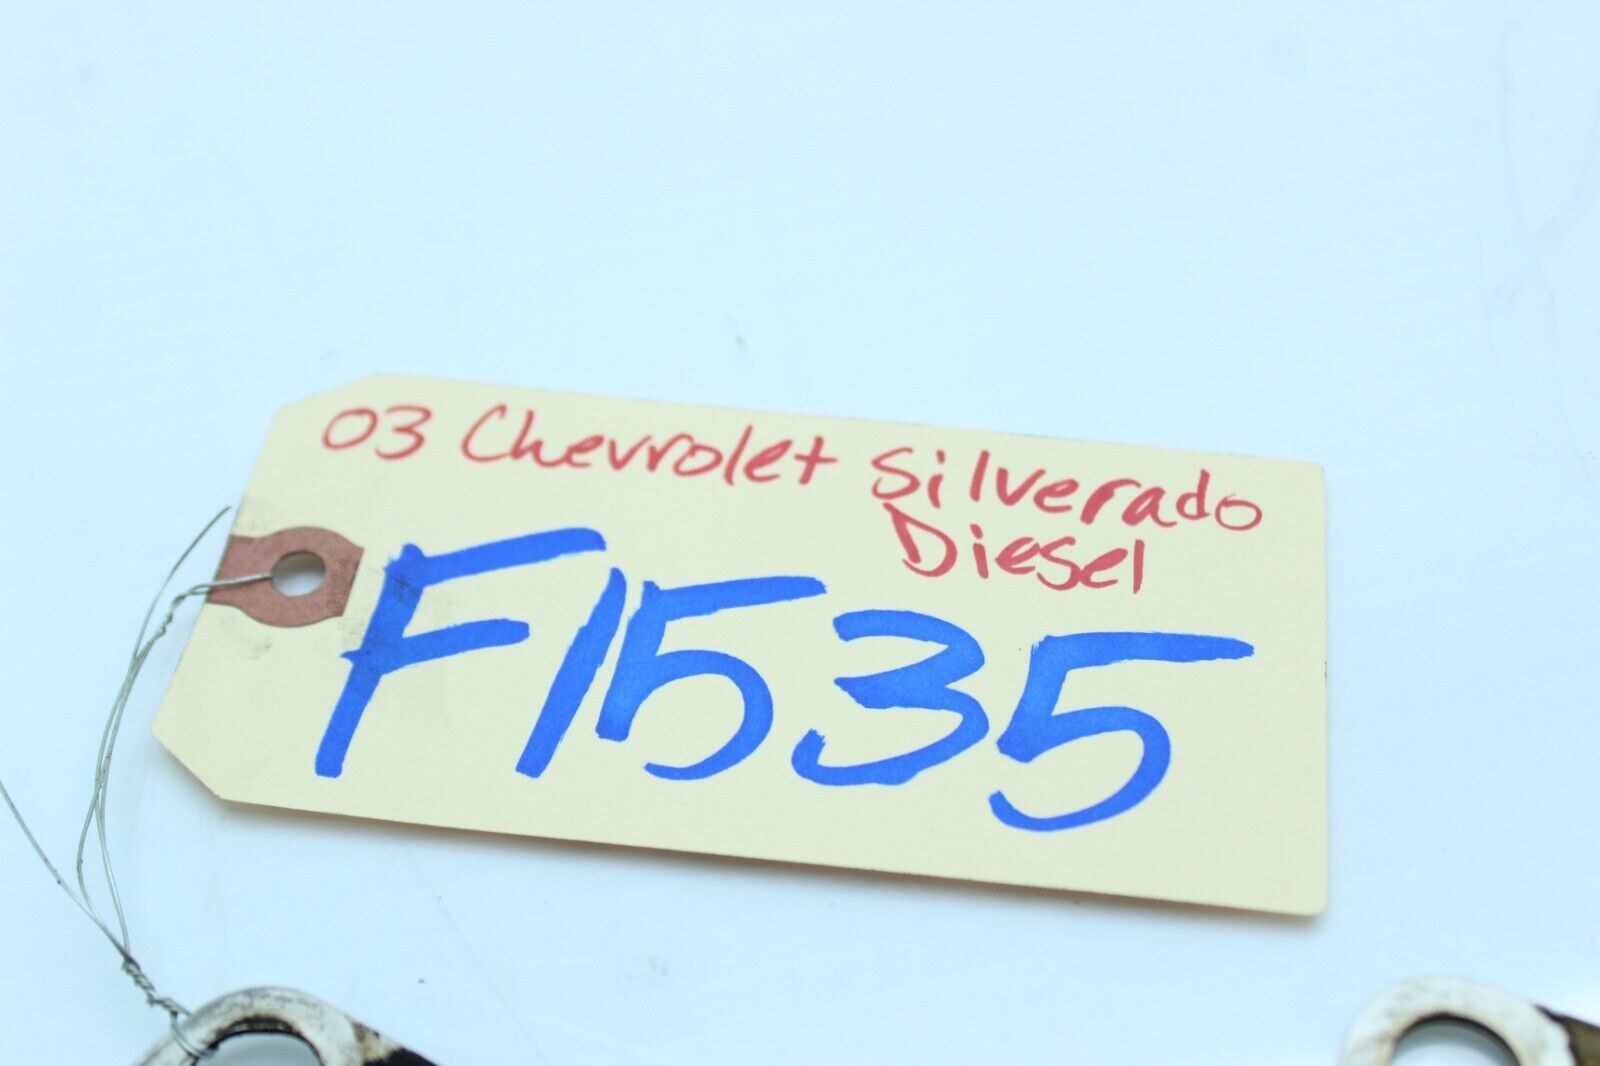 03 Chevrolet Silverado
Diesel
F1535